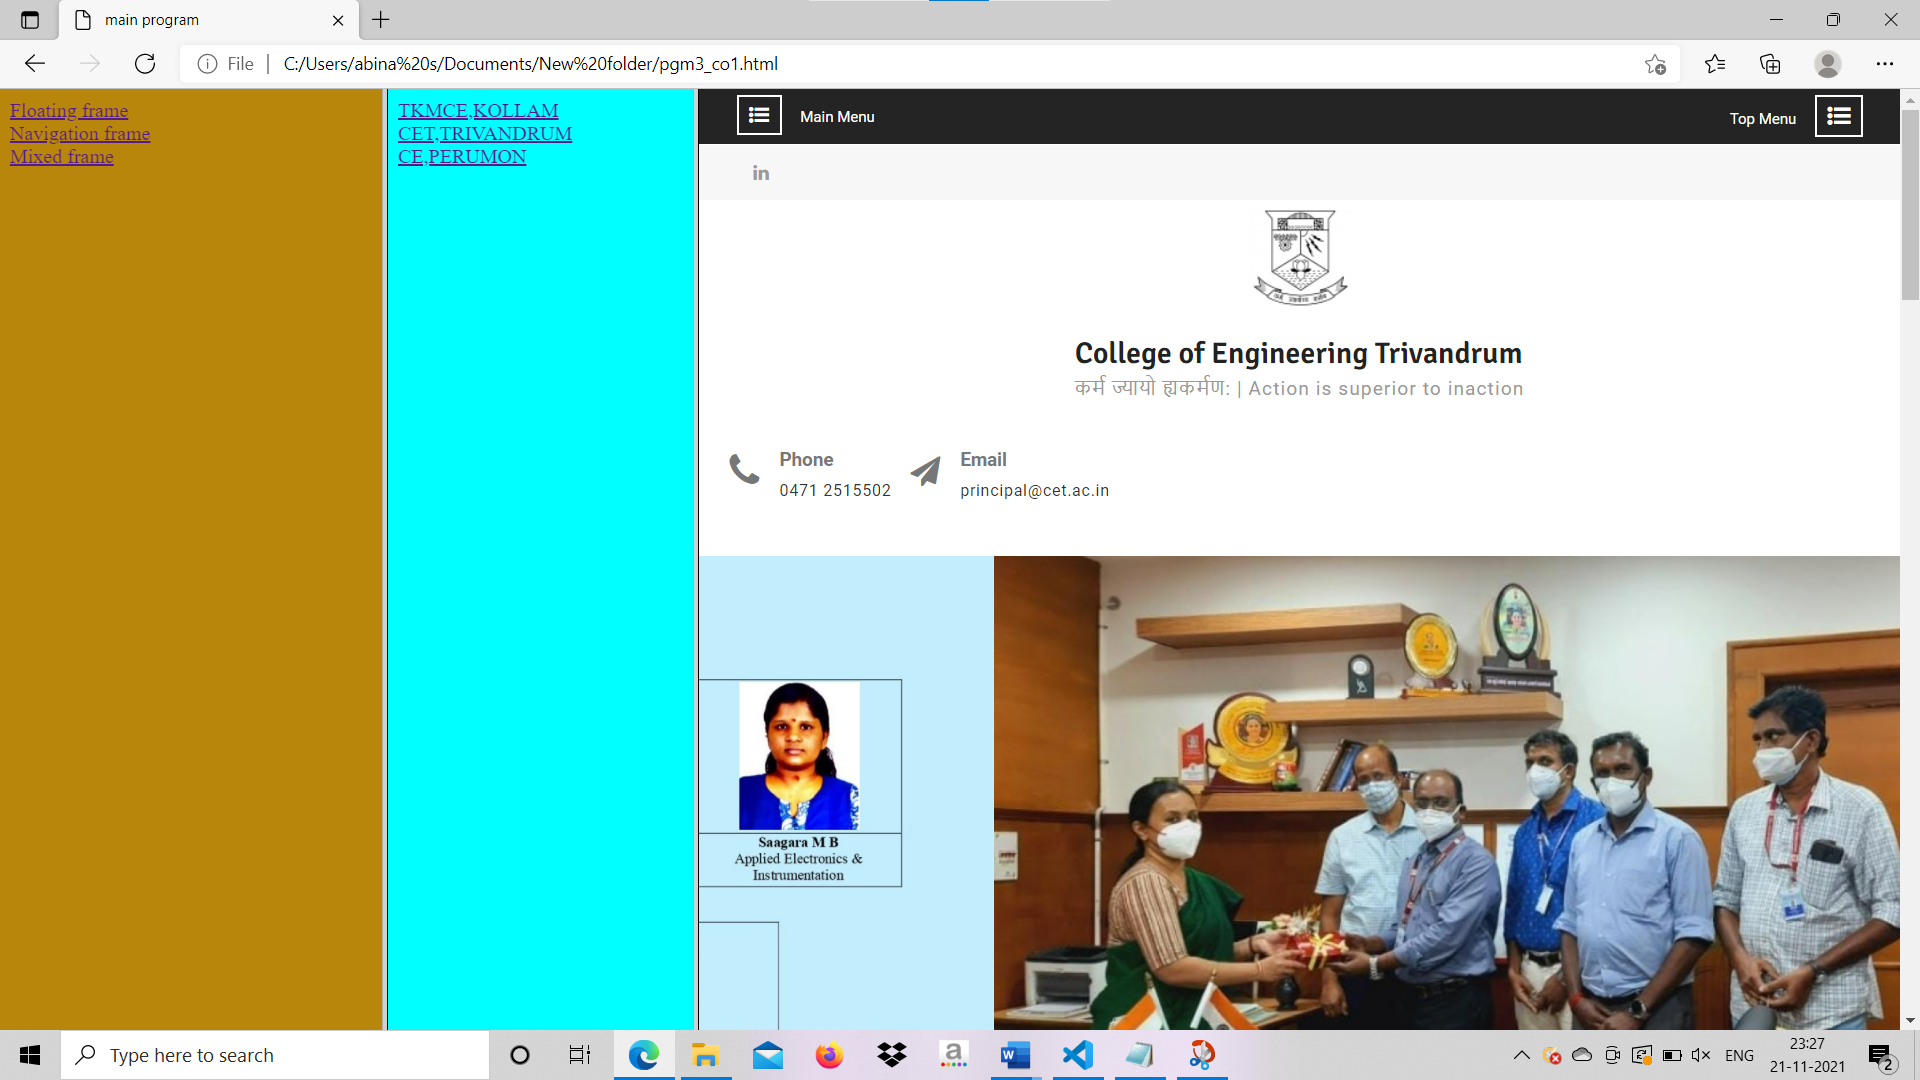 main program
File
C:/Users/abina%20s/Documents/New%20folder/pgm3_co1.html
Floating frame
Navigation frame
Mixed frame
TKMCE,KOLLAM
CET,TRIVANDRUM
CE,PERUMON
Main Menu
Top Menu
in
College of Engineering Trivandrum
कर्म ज्यायो ह्यकर्मण: | Action is superior to inaction
Phone
0471 2515502
Email
principal@cet.ac.in
Saagara M B
Applied Electronics &
Instrumentation
Type here to search
ENG
23:27
21-11-2021
2